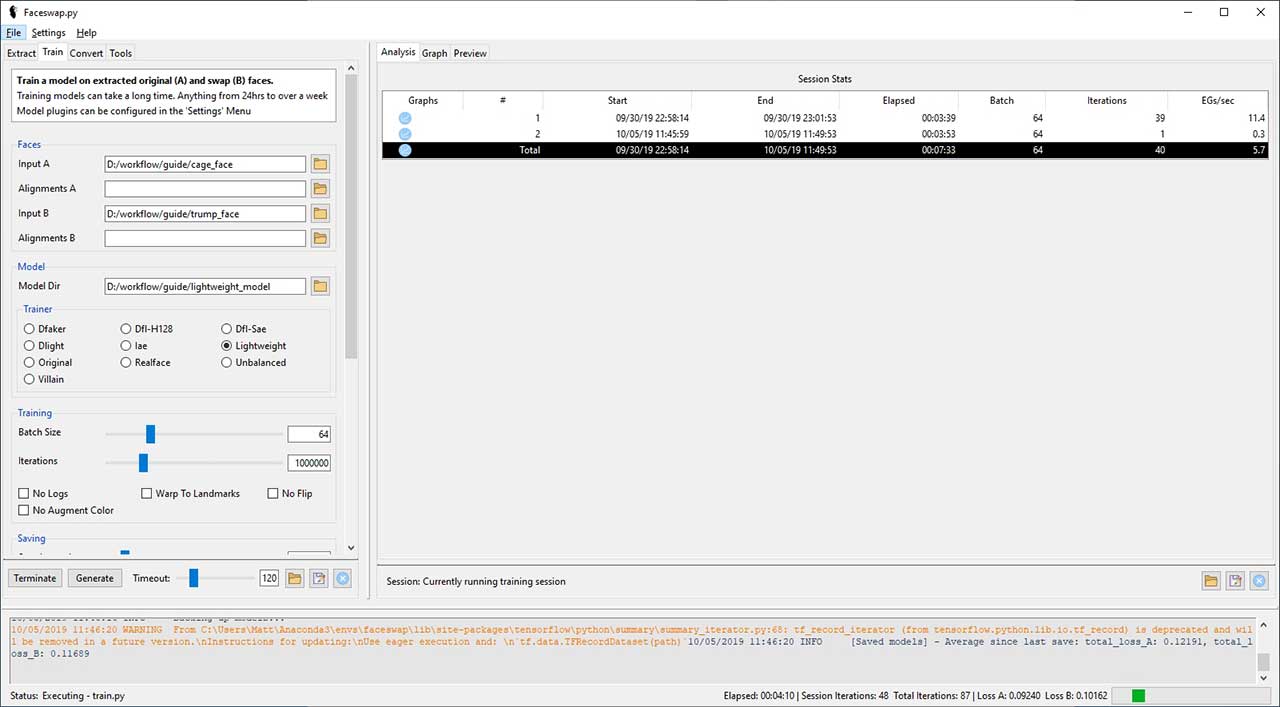 Faceswap.py
File Settings Help
Extract Train Convert Tools
Train a model on extracted original (A) and swap (B) faces.
Training models can take a long time. Anything from 24hrs to over a week
Model plugins can be configured in the 'Settings' Menu
Faces
Input A D:/workflow/guide/cage_face
Alignments A
Input B D:/workflow/guide/trump_face
Alignments B
Model
Model Dir D:/workflow/guide/lightweight_model
Trainer
Dfaker Dfl-H128 Dfl-Sae
Dlight Iae Lightweight
Original Realface Unbalanced
Villain
Training
Batch Size 64
Iterations 1000000
No Logs Warp To Landmarks No Flip
No Augment Color
Saving
Terminate Generate Timeout: 120
Analysis Graph Preview
Session Stats
Graphs # Start End Elapsed Batch Iterations EGs/sec
1 09/30/19 22:58:14 09/30/19 23:01:53 00:03:39 64 39 11.4
2 10/05/19 11:45:59 10/05/19 11:49:53 00:03:53 64 1 0.3
Total 09/30/19 22:58:14 10/05/19 11:49:53 00:07:33 64 40 5.7
Session: Currently running training session
10/05/2019 11:46:20 WARNING From C:\Users\Matt\Anaconda3\envs\faceswap\lib\site-packages\tensorflow\python\summary\summary_iterator.py:68: tf_record_iterator (from tensorflow.python.lib.io.tf_record) is deprecated and wil
l be removed in a future version.\nInstructions for updating:\nUse eager execution and: \n`tf.data.TFRecordDataset(path)`10/05/2019 11:46:20 INFO [Saved models] - Average since last save: total_loss_A: 0.12191, total_l
oss_B: 0.11689
Status: Executing - train.py
Elapsed: 00:04:10 | Session Iterations: 48 Total Iterations: 87 | Loss A: 0.09240 Loss B: 0.10162